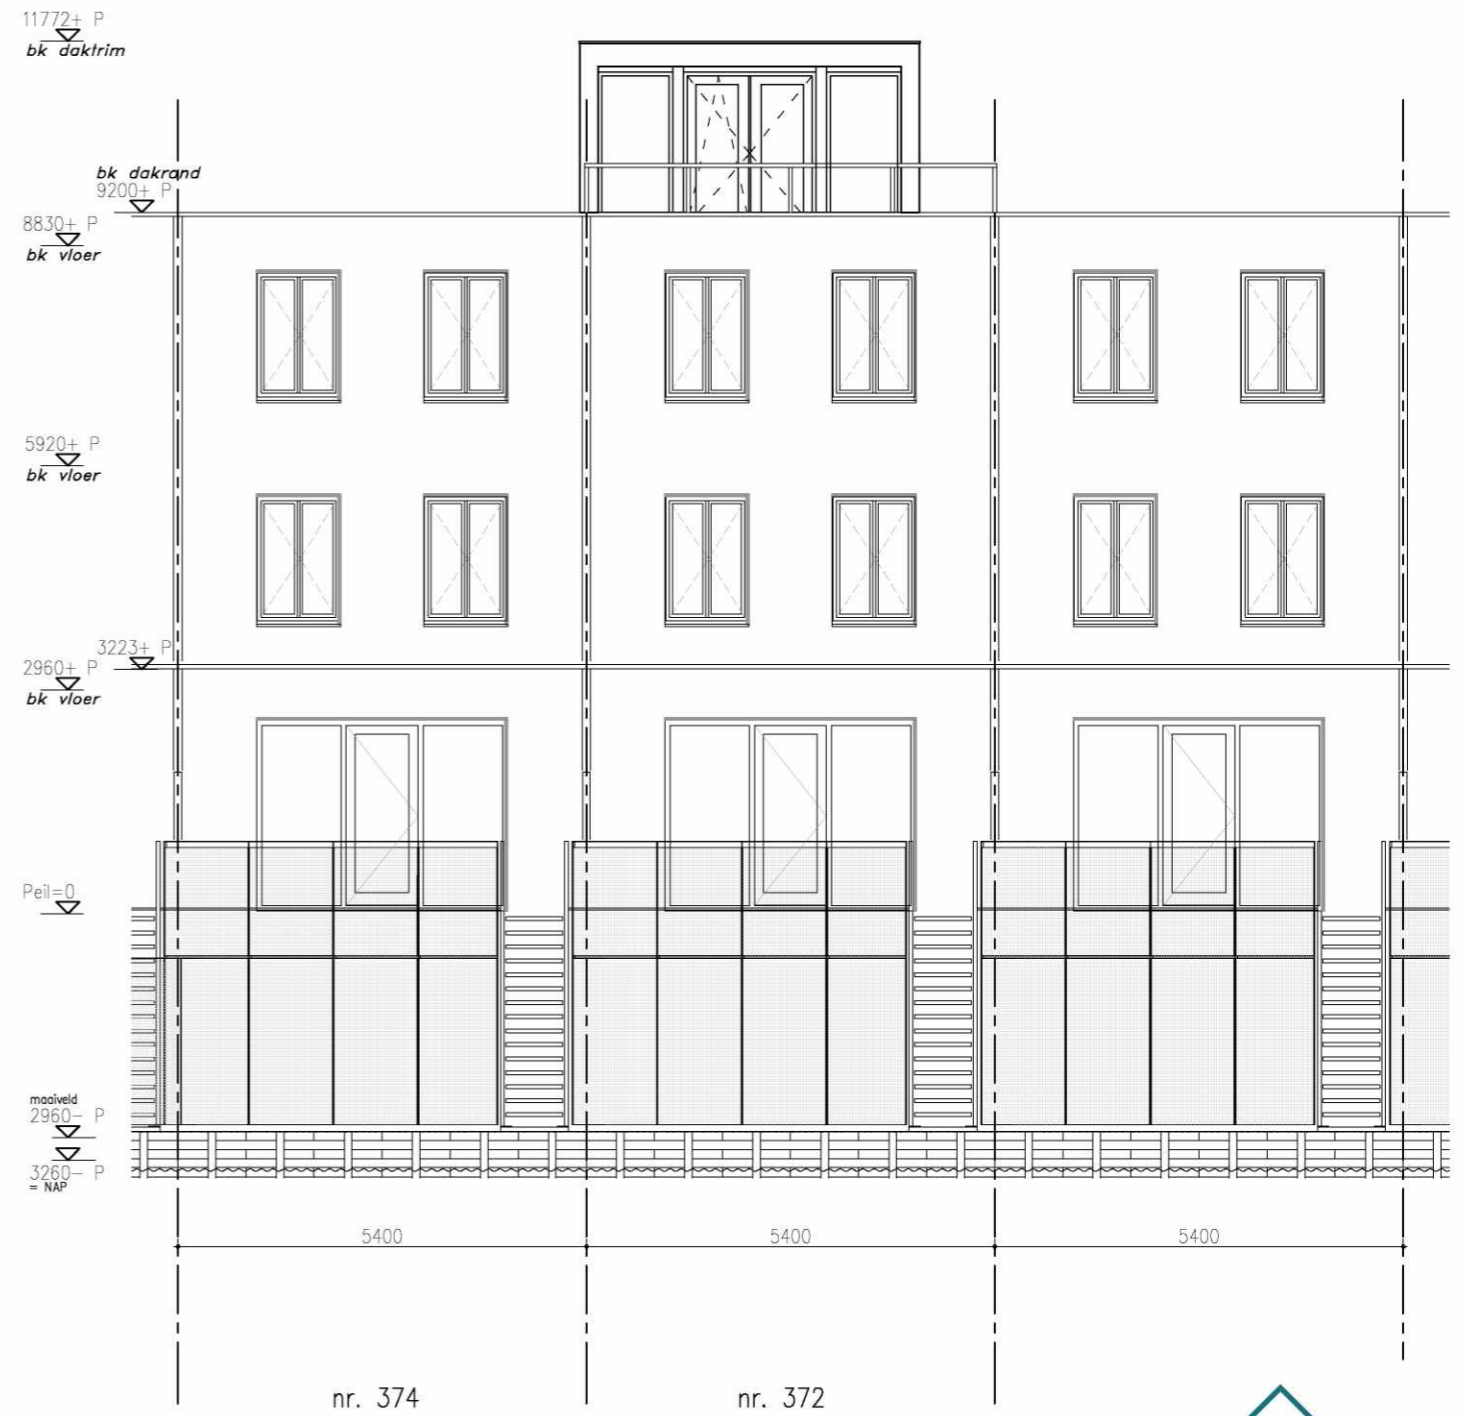 11772+ P
bk daktrim
bk dakrand
9200+ P
8830+ P
bk vloer
5920+ P
bk vloer
3223+ P
2960+ P
bk vloer
Peil=0
maaiveld
2960- P
3260- P
= NAP
5400 5400 5400
nr. 374 nr. 372